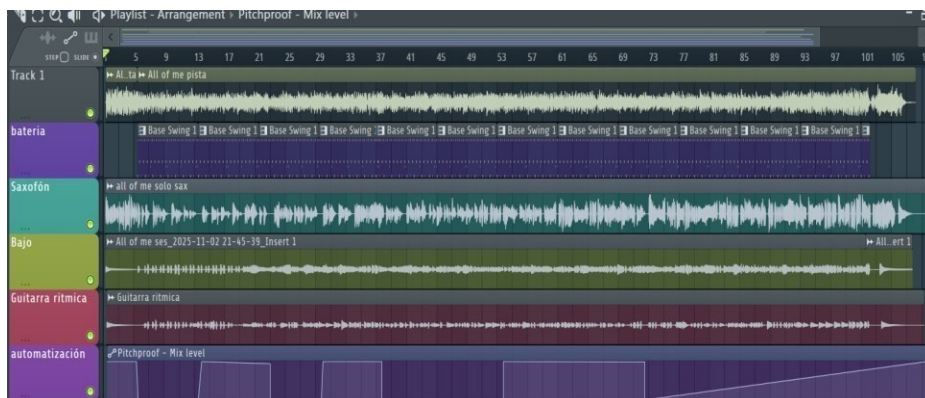 Playlist - Arrangement › Pitchproof - Mix level ›
STEP SLIDE
5 9 13 17 21 25 29 33 37 41 45 49 53 57 61 65 69 73 77 81 85 89 93 97 101 105
Track 1
Al..ta All of me pista
bateria
Base Swing 1 Base Swing 1 Base Swing 1 Base Swing 1 Base Swing 1 Base Swing 1 Base Swing 1 Base Swing 1 Base Swing 1 Base Swing 1 Base Swing 1 Base Swing 1
Saxofón
all of me solo sax
Bajo
All of me ses_2025-11-02 21-45-39_Insert 1
All..ert 1
Guitarra ritmica
Guitarra ritmica
automatización
Pitchproof - Mix level